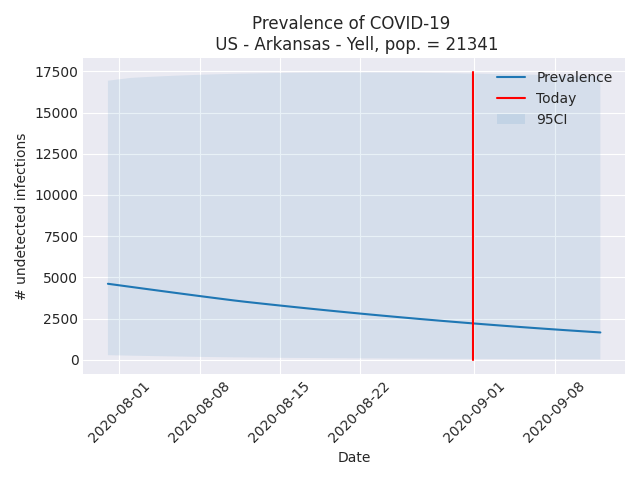 Prevalence of COVID-19
US - Arkansas - Yell, pop. = 21341
17500
15000
12500
10000
7500
5000
2500
0
# undetected infections
Prevalence
Today
95CI
2020-08-01
2020-08-08
2020-08-15
2020-08-22
2020-09-01
2020-09-08
Date